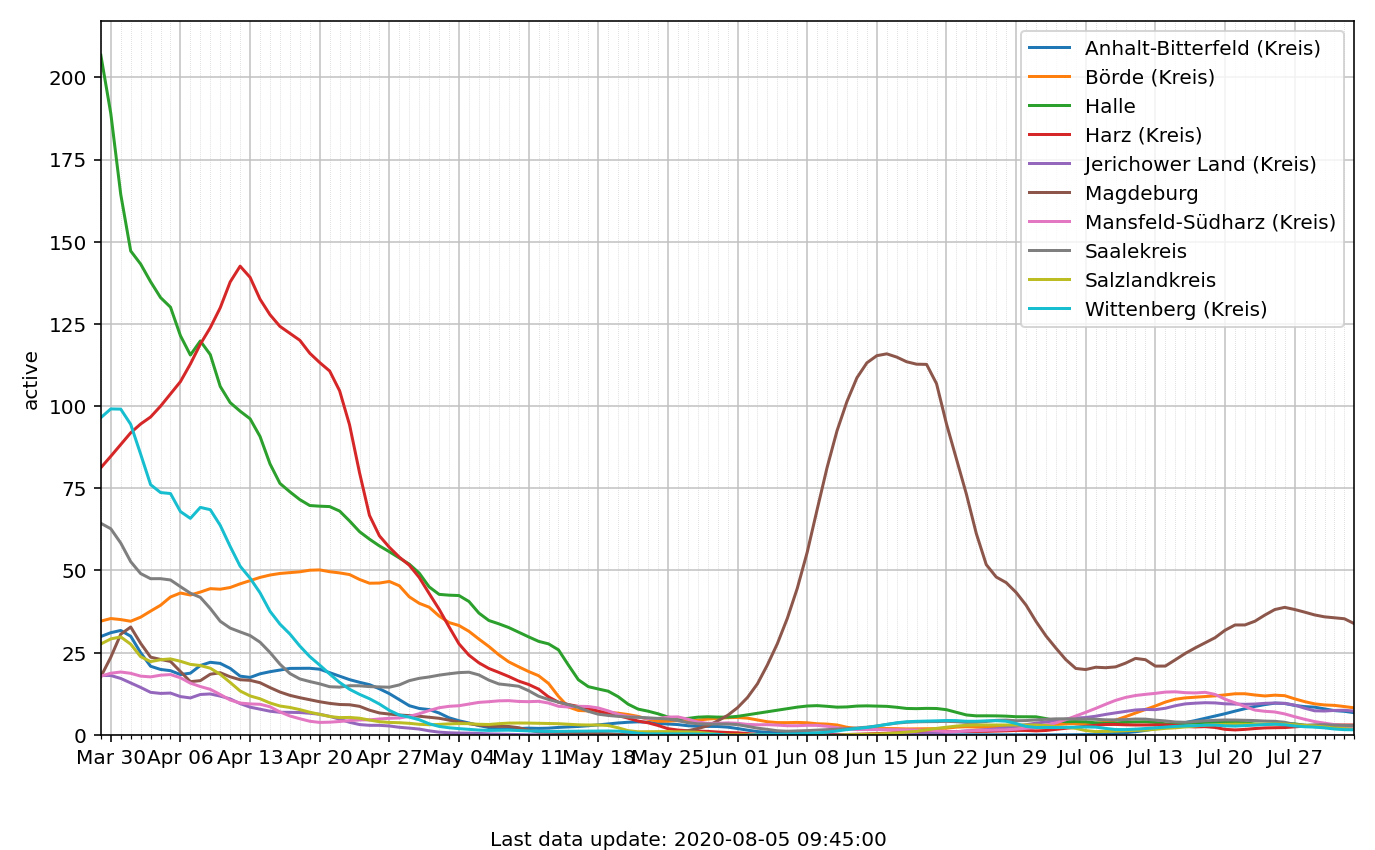 200
175
150
125
100
75
50
25
0
active
Anhalt-Bitterfeld (Kreis)
Börde (Kreis)
Halle
Harz (Kreis)
Jerichower Land (Kreis)
Magdeburg
Mansfeld-Südharz (Kreis)
Saalekreis
Salzlandkreis
Wittenberg (Kreis)
Mar 30 Apr 06 Apr 13 Apr 20 Apr 27 May 04 May 11 May 18 May 25 Jun 01 Jun 08 Jun 15 Jun 22 Jun 29 Jul 06 Jul 13 Jul 20 Jul 27
Last data update: 2020-08-05 09:45:00